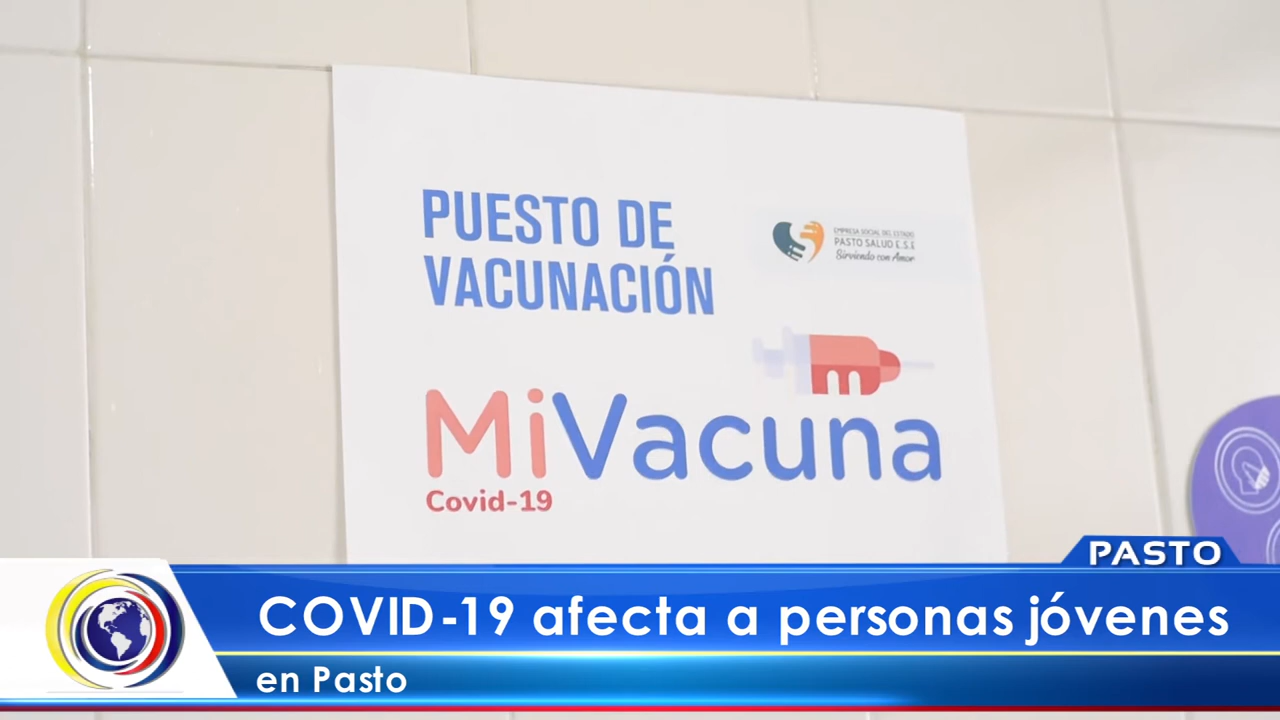 PUESTO DE
VACUNACIÓN
EMPRESA SOCIAL DEL ESTADO
PASTO SALUD E.S.E
Sirviendo con Amor
m
MiVacuna
Covid-19
PASTO
COVID-19 afecta a personas jóvenes
en Pasto